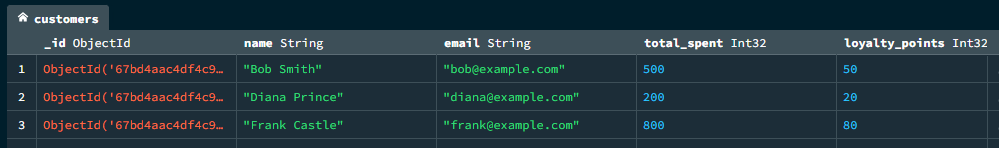 customers
_id ObjectId name String email String total_spent Int32 loyalty_points Int32
1 ObjectId('67bd4aac4df4c9… "Bob Smith" "bob@example.com" 500 50
2 ObjectId('67bd4aac4df4c9… "Diana Prince" "diana@example.com" 200 20
3 ObjectId('67bd4aac4df4c9… "Frank Castle" "frank@example.com" 800 80